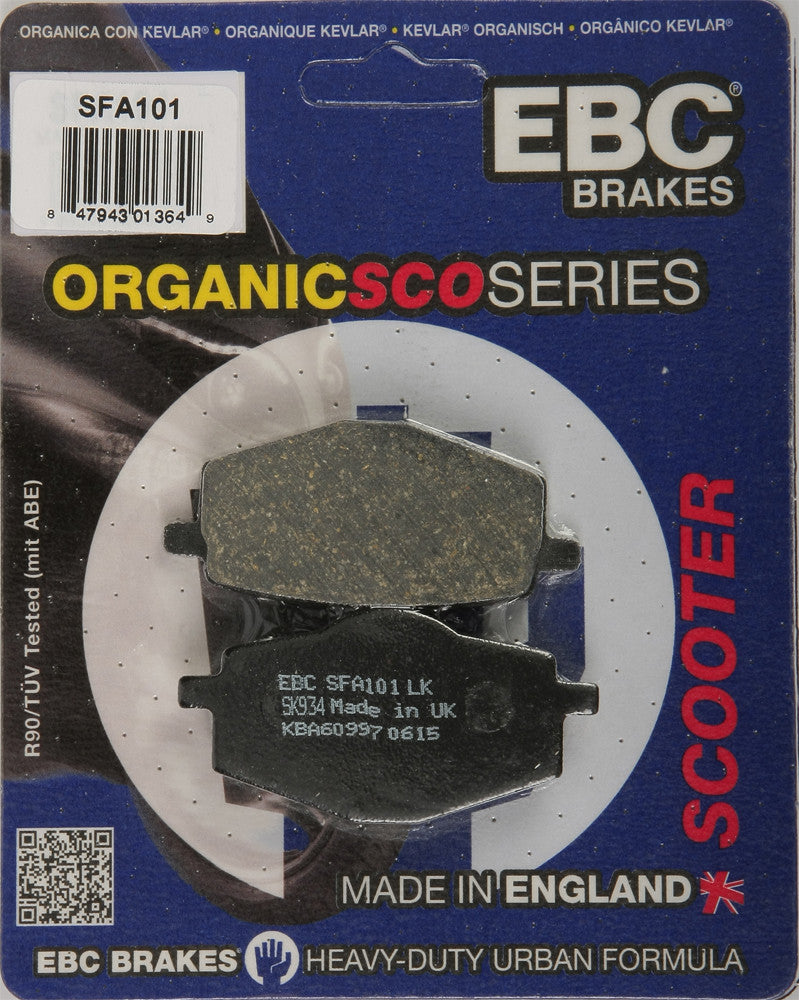 ORGANICA CON KEVLAR® • ORGANIQUE KEVLAR® • KEVLAR® ORGANISCH • ORGÂNICO KEVLAR®
SFA101
8 47943 01364 9
EBC®
BRAKES
ORGANICSCOSERIES
R90/TÜV Tested (mit ABE)
SCOOTER
EBC SFA101 LK
SK934 Made in UK
KBA60997 0615
MADE IN ENGLAND
EBC BRAKES HEAVY-DUTY URBAN FORMULA